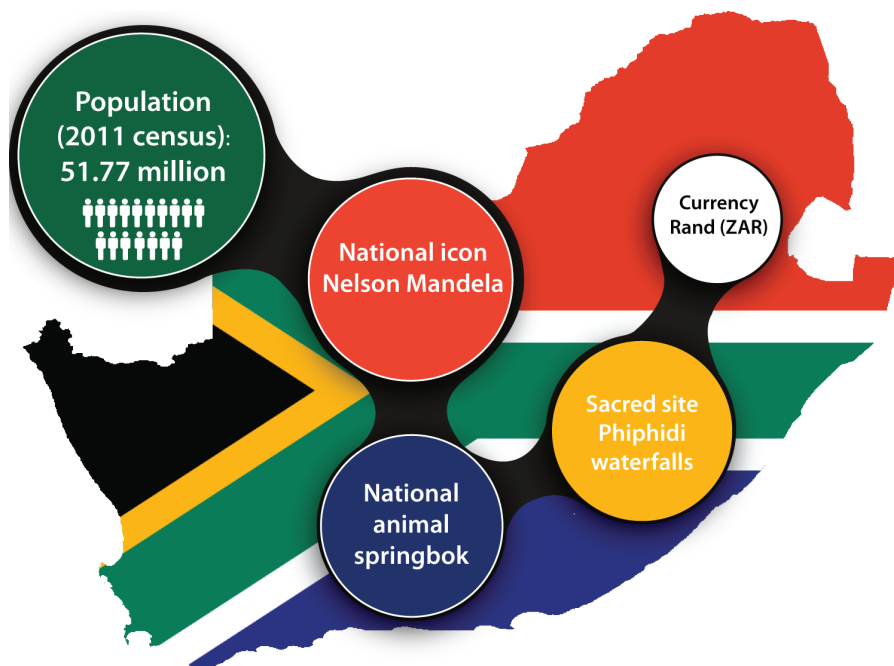 Population
(2011 census):
51.77 million
National icon
Nelson Mandela
Currency
Rand (ZAR)
Sacred site
Phiphidi
waterfalls
National
animal
springbok